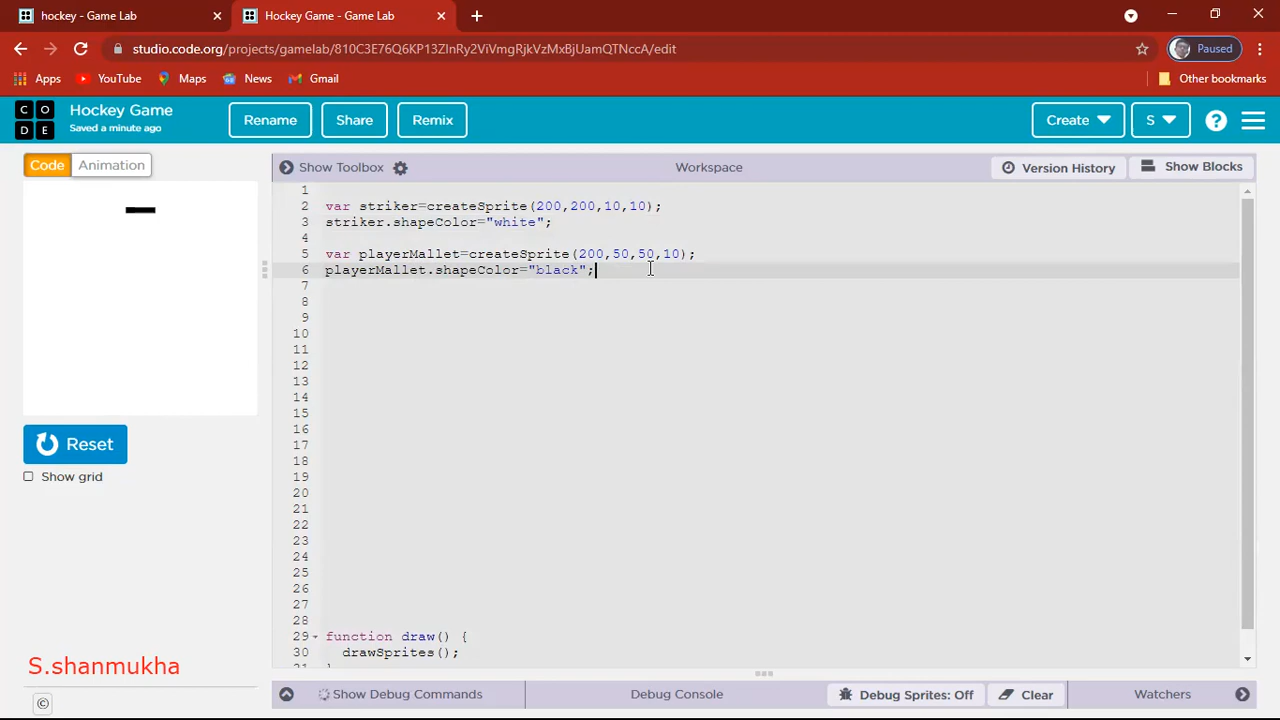 hockey - Game Lab
Hockey Game - Game Lab
studio.code.org/projects/gamelab/810C3E76Q6KP13ZInRy2ViVmgRjkVzMxBjUamQTNccA/edit
Paused
Apps
YouTube
Maps
News
Gmail
Other bookmarks
C O
D E
Hockey Game
Saved a minute ago
Rename
Share
Remix
Create
S
?
Code
Animation
Show Toolbox
Workspace
Version History
Show Blocks
1
2 var striker=createSprite(200,200,10,10);
3 striker.shapeColor="white";
4
5 var playerMallet=createSprite(200,50,50,10);
6 playerMallet.shapeColor="black";
7
8
9
10
11
12
13
14
15
16
17
18
19
20
21
22
23
24
25
26
27
28
29 function draw() {
30 drawSprites();
31 }
Reset
Show grid
S.shanmukha
©
Show Debug Commands
Debug Console
Debug Sprites: Off
Clear
Watchers